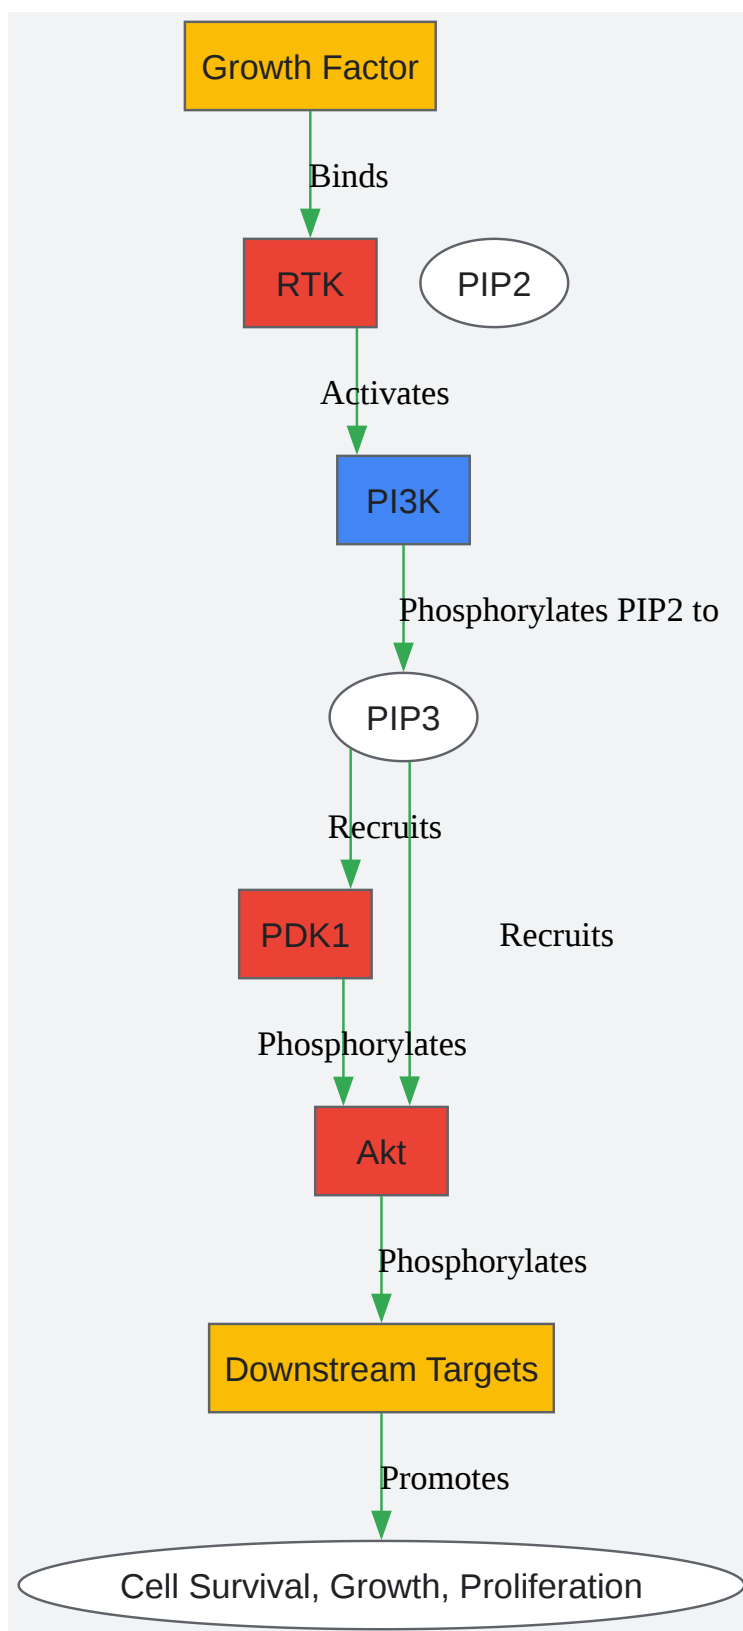 Growth Factor
Binds
RTK
PIP2
Activates
PI3K
Phosphorylates PIP2 to
PIP3
Recruits
PDK1
Recruits
Phosphorylates
Akt
Phosphorylates
Downstream Targets
Promotes
Cell Survival, Growth, Proliferation